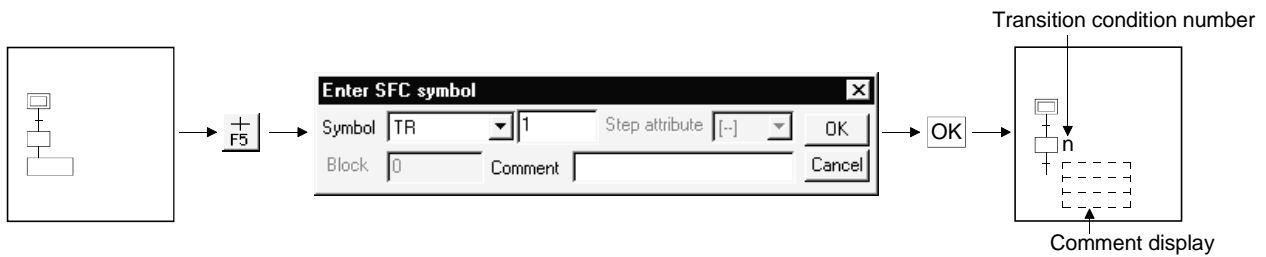 Transition condition number
Enter SFC symbol
Symbol TR 1 Step attribute [--] OK
Block 0 Comment Cancel
F5
OK
n
Comment display